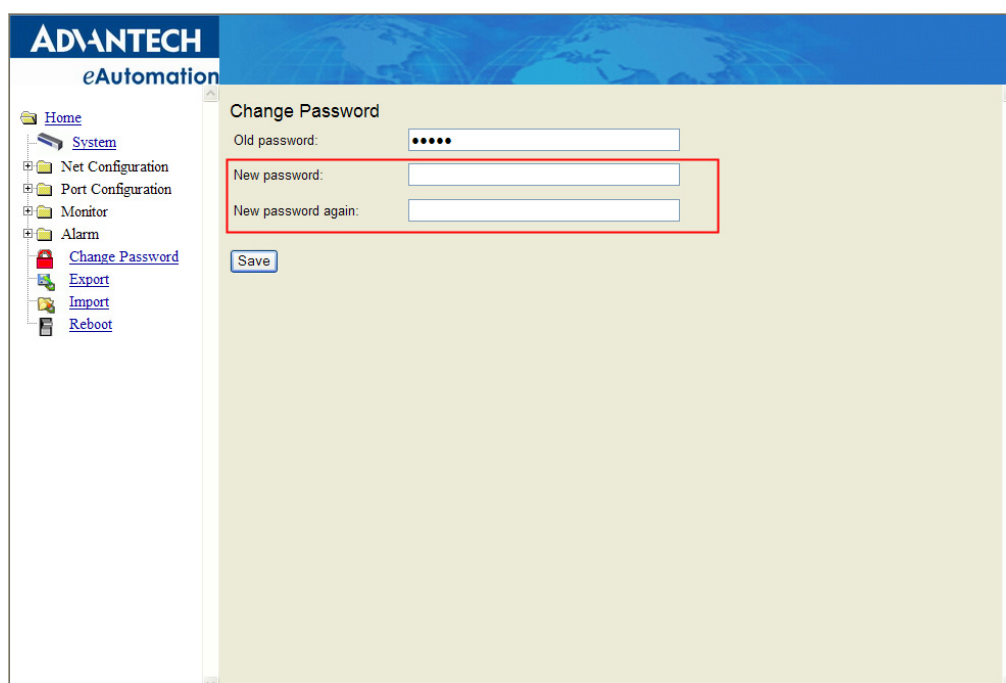 ADVANTECH
eAutomation
Home
System
Net Configuration
Port Configuration
Monitor
Alarm
Change Password
Export
Import
Reboot
Change Password
Old password: •••••
New password:
New password again:
Save